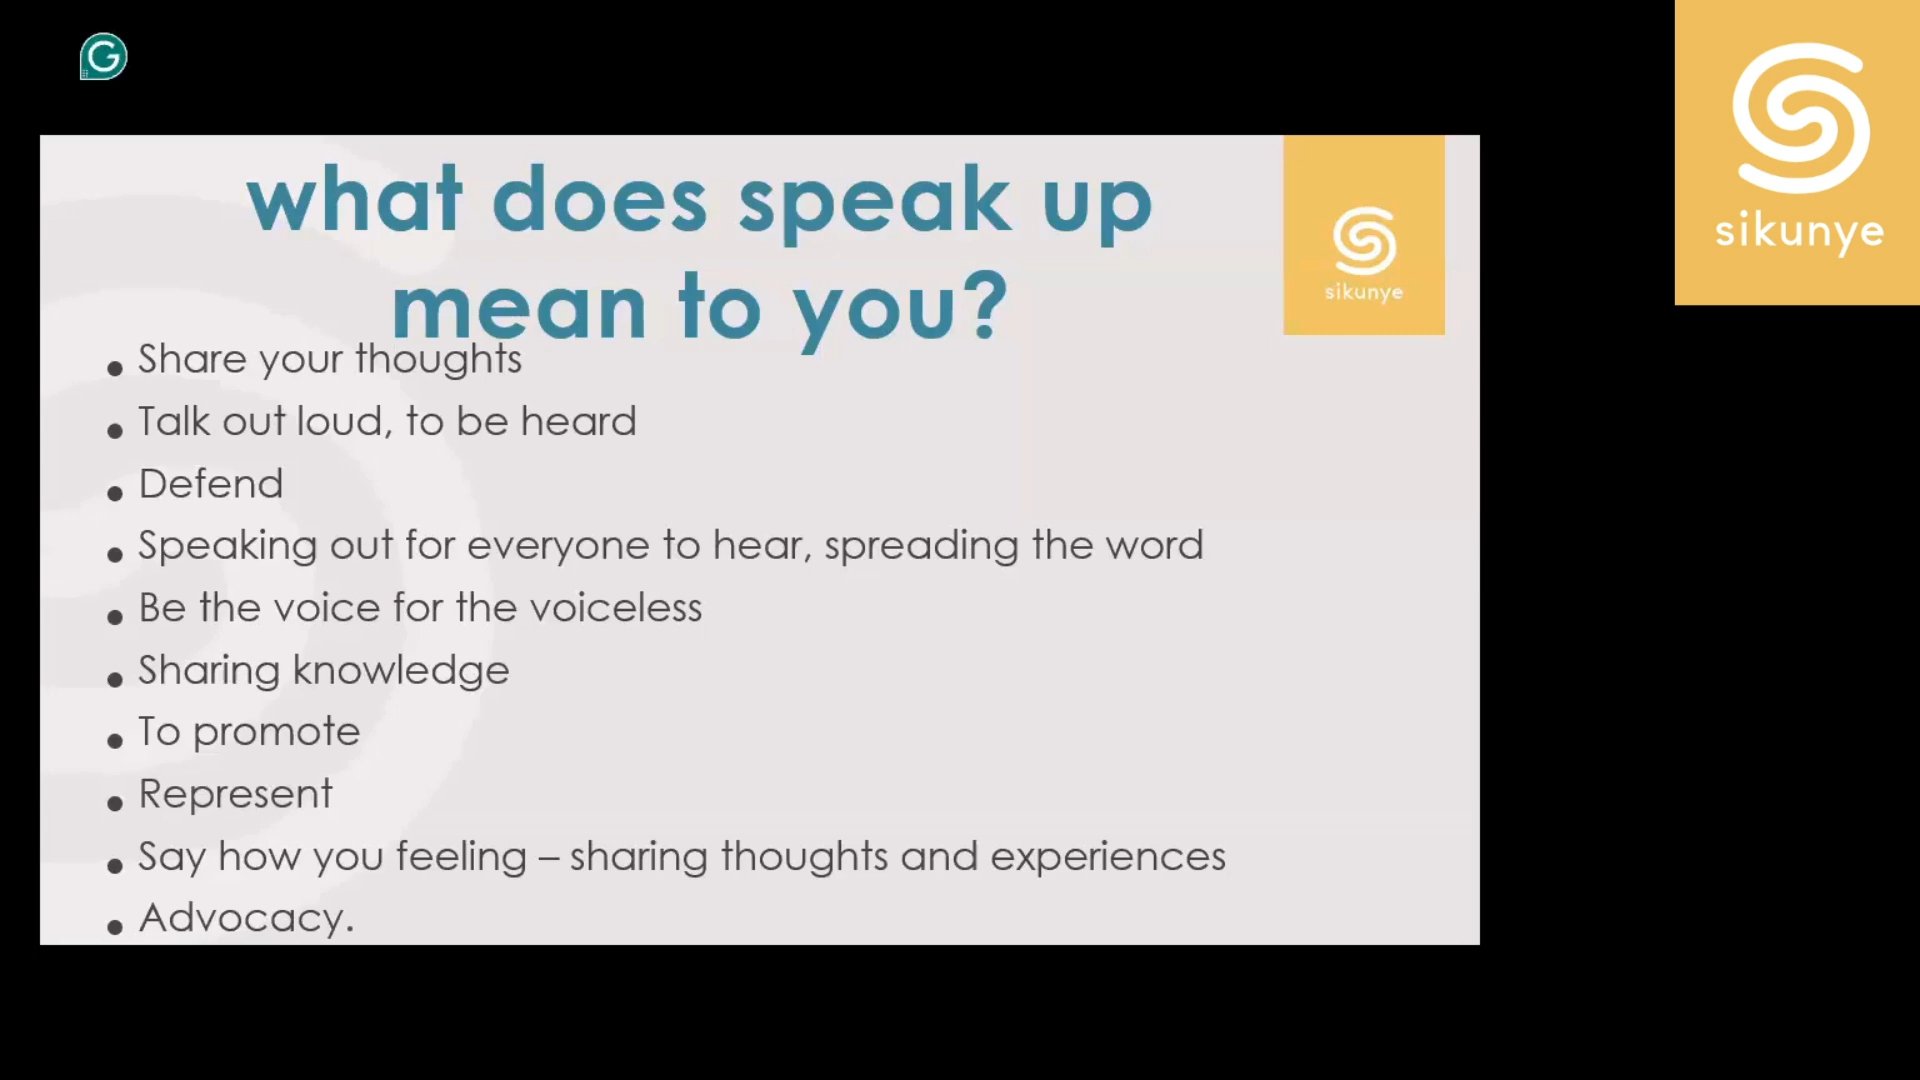 G
sikunye
what does speak up
mean to you?
sikunye
• Share your thoughts
• Talk out loud, to be heard
• Defend
• Speaking out for everyone to hear, spreading the word
• Be the voice for the voiceless
• Sharing knowledge
• To promote
• Represent
• Say how you feeling – sharing thoughts and experiences
• Advocacy.